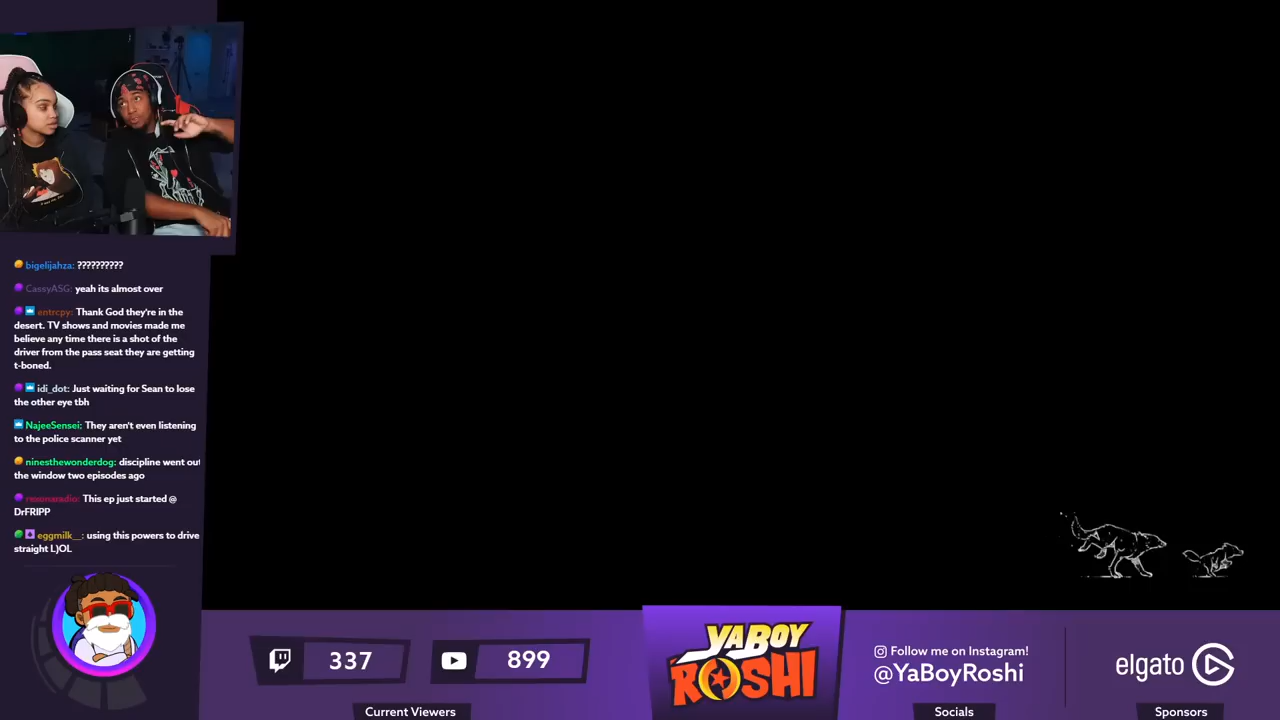 bigelijahza: ??????????
CassyASG: yeah its almost over
entrcpy: Thank God they're in the
desert. TV shows and movies made me
believe any time there is a shot of the
driver from the pass seat they are getting
t-boned.
idi_dot: Just waiting for Sean to lose
the other eye tbh
NajeeSensei: They aren't even listening
to the police scanner yet
ninesthewonderdog: discipline went out
the window two episodes ago
This ep just started @
DrFRIPP
eggmilk__: using this powers to drive
straight L)OL
337
899
Current Viewers
YABOY
ROSHI
Follow me on Instagram!
@YaBoyRoshi
Socials
elgato
Sponsors